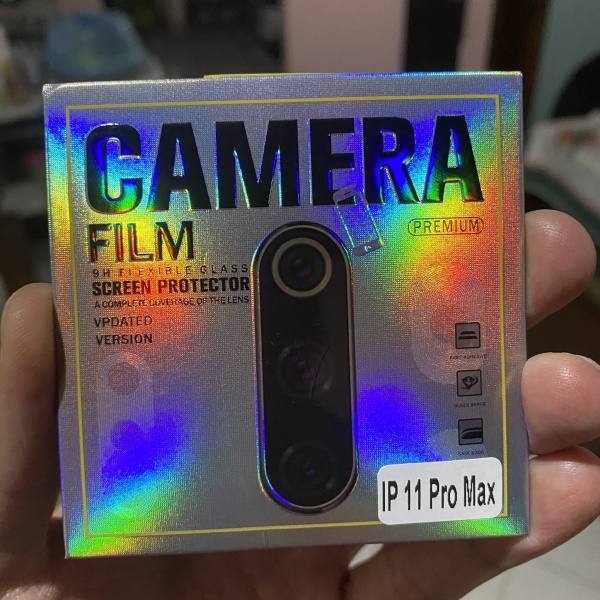 CAMERA
FILM
PREMIUM
9H FLEXIBLE GLASS
SCREEN PROTECTOR
A COMPLETE COVERAGE OF THE LENS
VPDATED
VERSION
IP 11 Pro Max